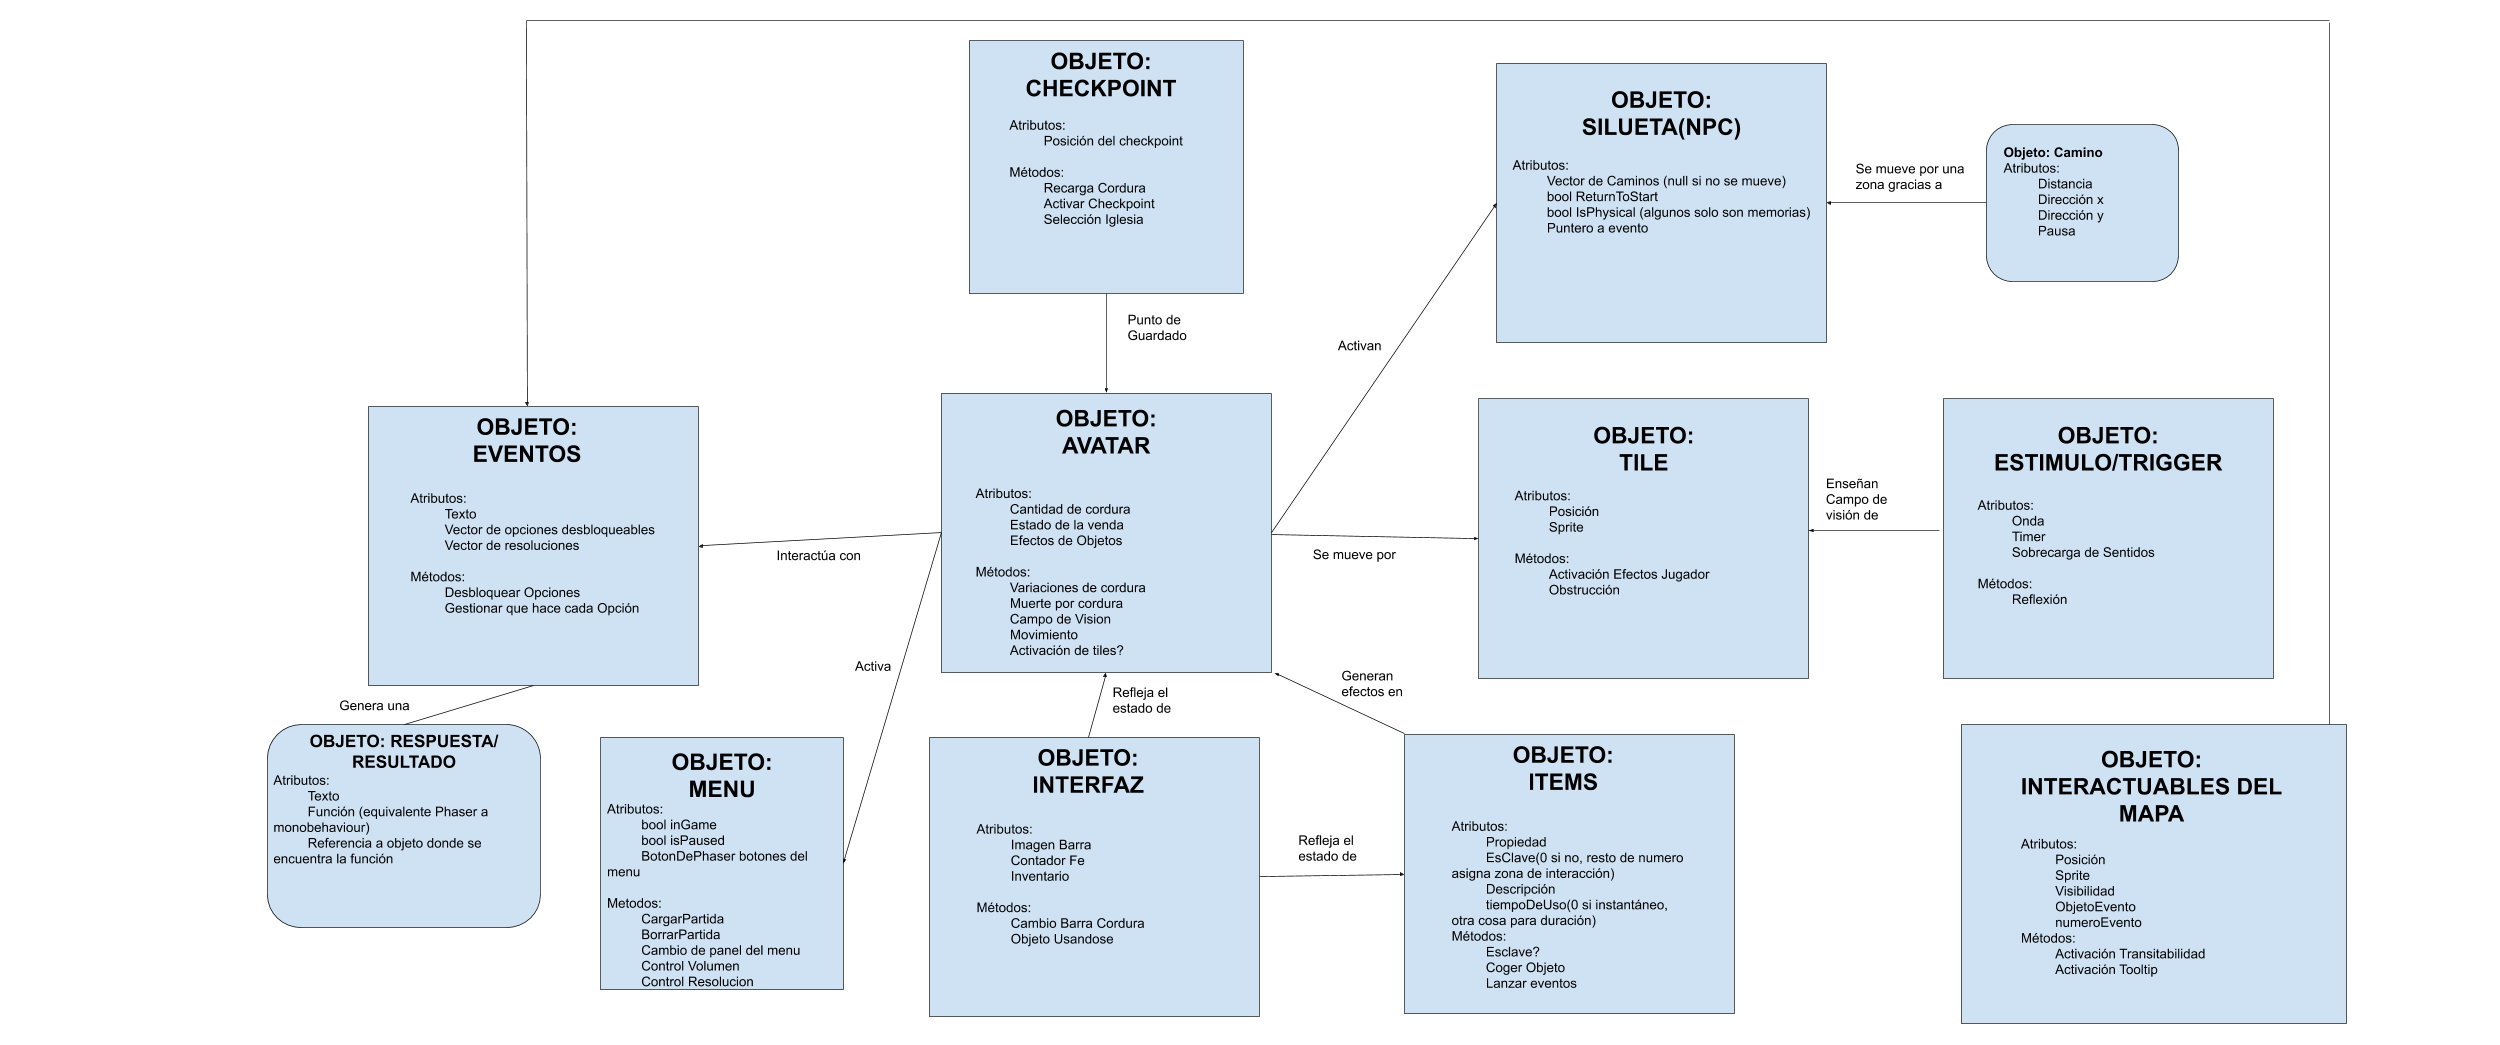 OBJETO:
CHECKPOINT
Atributos:
Posición del checkpoint
Métodos:
Recarga Cordura
Activar Checkpoint
Selección Iglesia
OBJETO:
SILUETA(NPC)
Atributos:
Vector de Caminos (null si no se mueve)
bool ReturnToStart
bool IsPhysical (algunos solo son memorias)
Puntero a evento
Se mueve por una
zona gracias a
Objeto: Camino
Atributos:
Distancia
Dirección x
Dirección y
Pausa
Punto de
Guardado
Activan
OBJETO:
EVENTOS
Atributos:
Texto
Vector de opciones desbloqueables
Vector de resoluciones
Métodos:
Desbloquear Opciones
Gestionar que hace cada Opción
Interactúa con
OBJETO:
AVATAR
Atributos:
Cantidad de cordura
Estado de la venda
Efectos de Objetos
Métodos:
Variaciones de cordura
Muerte por cordura
Campo de Vision
Movimiento
Activación de tiles?
Se mueve por
OBJETO:
TILE
Atributos:
Posición
Sprite
Métodos:
Activación Efectos Jugador
Obstrucción
Enseñan
Campo de
visión de
OBJETO:
ESTIMULO/TRIGGER
Atributos:
Onda
Timer
Sobrecarga de Sentidos
Métodos:
Reflexión
Genera una
Activa
Refleja el
estado de
Generan
efectos en
OBJETO: RESPUESTA/
RESULTADO
Atributos:
Texto
Función (equivalente Phaser a
monobehaviour)
Referencia a objeto donde se
encuentra la función
OBJETO:
MENU
Atributos:
bool inGame
bool isPaused
BotonDePhaser botones del
menu
Metodos:
CargarPartida
BorrarPartida
Cambio de panel del menu
Control Volumen
Control Resolucion
OBJETO:
INTERFAZ
Atributos:
Imagen Barra
Contador Fe
Inventario
Métodos:
Cambio Barra Cordura
Objeto Usandose
Refleja el
estado de
OBJETO:
ITEMS
Atributos:
Propiedad
EsClave(0 si no, resto de numero
asigna zona de interacción)
Descripción
tiempoDeUso(0 si instantáneo,
otra cosa para duración)
Métodos:
Esclave?
Coger Objeto
Lanzar eventos
OBJETO:
INTERACTUABLES DEL
MAPA
Atributos:
Posición
Sprite
Visibilidad
ObjetoEvento
numeroEvento
Métodos:
Activación Transitabilidad
Activación Tooltip